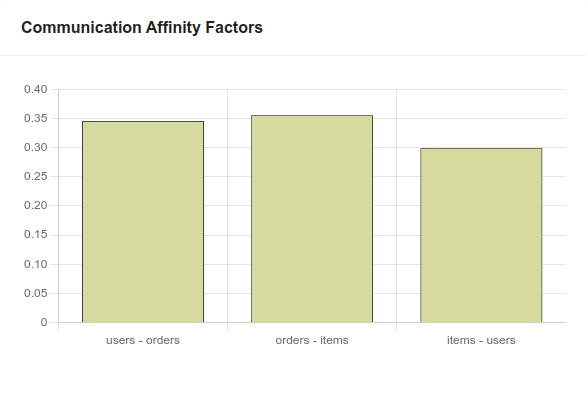 Communication Affinity Factors
0.40
0.35
0.30
0.25
0.20
0.15
0.10
0.05
0
users - orders
orders - items
items - users